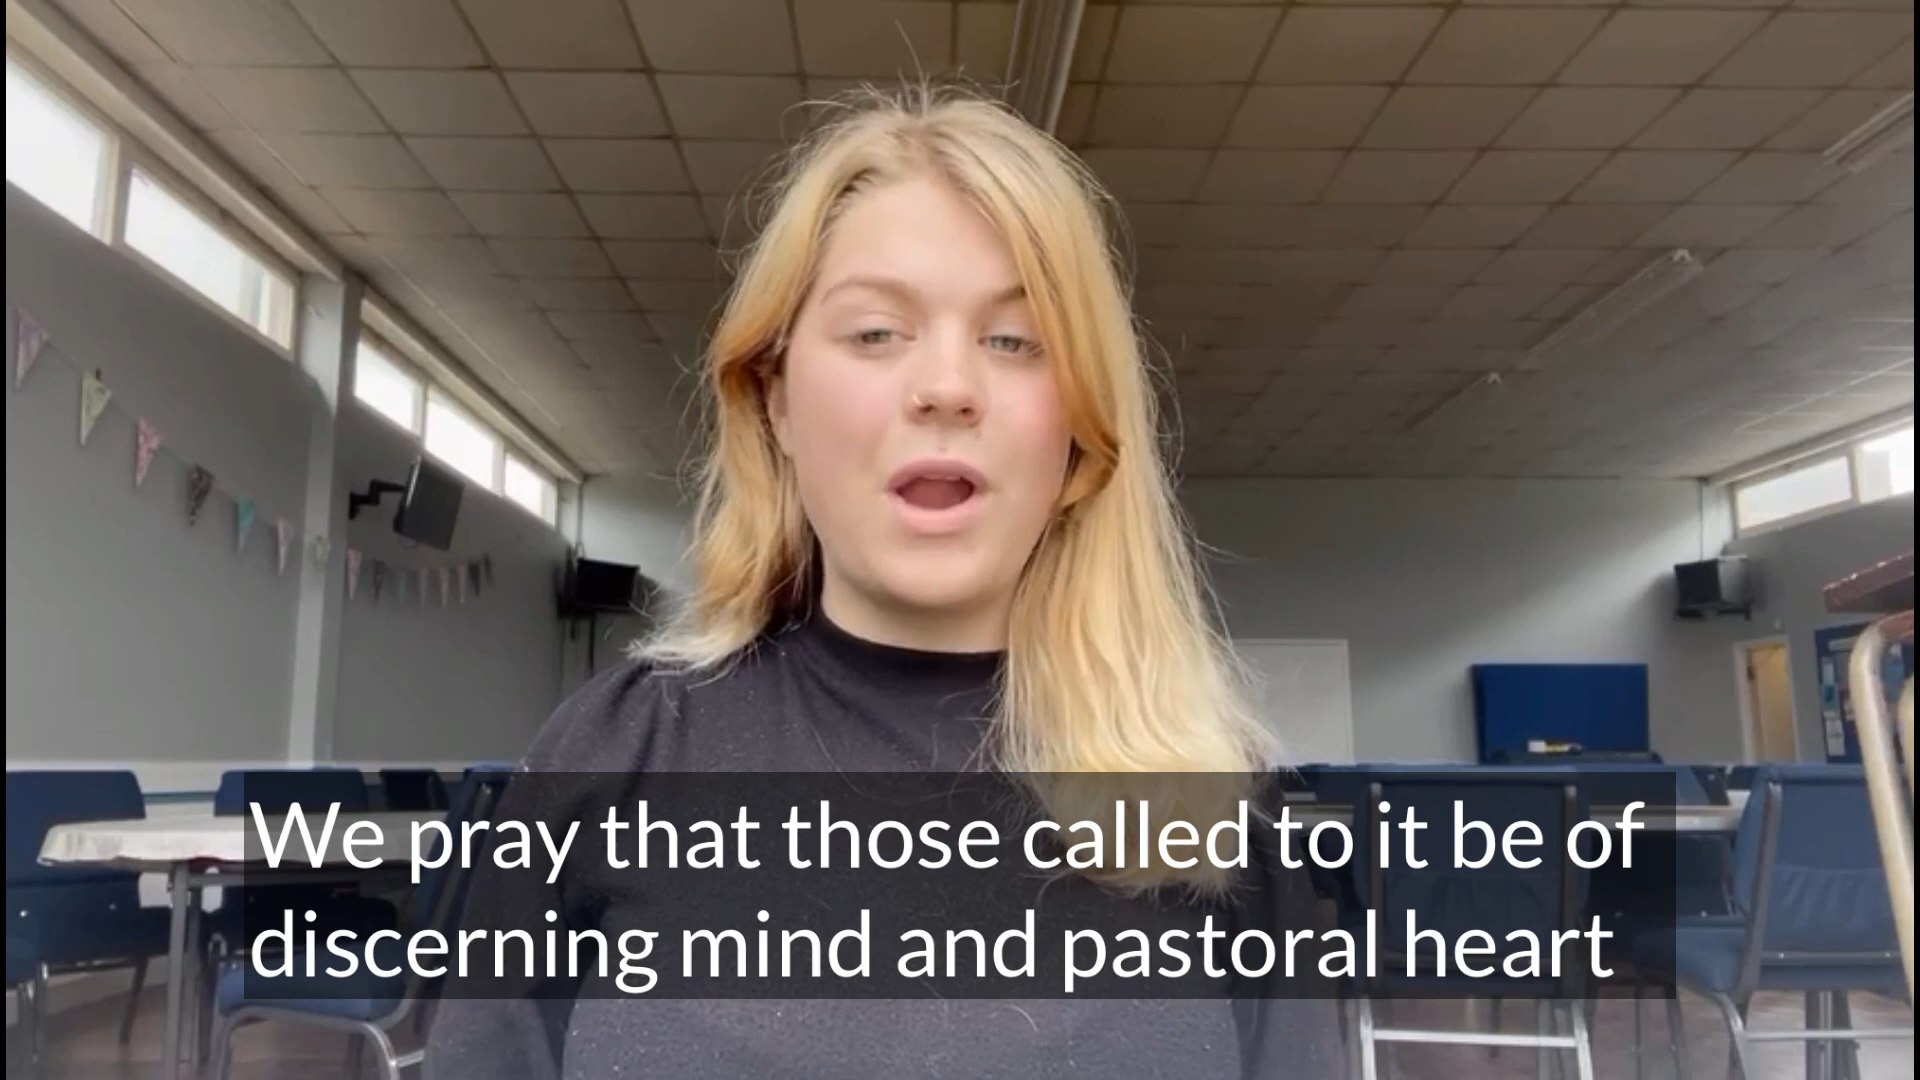 We pray that those called to it be of
discerning mind and pastoral heart